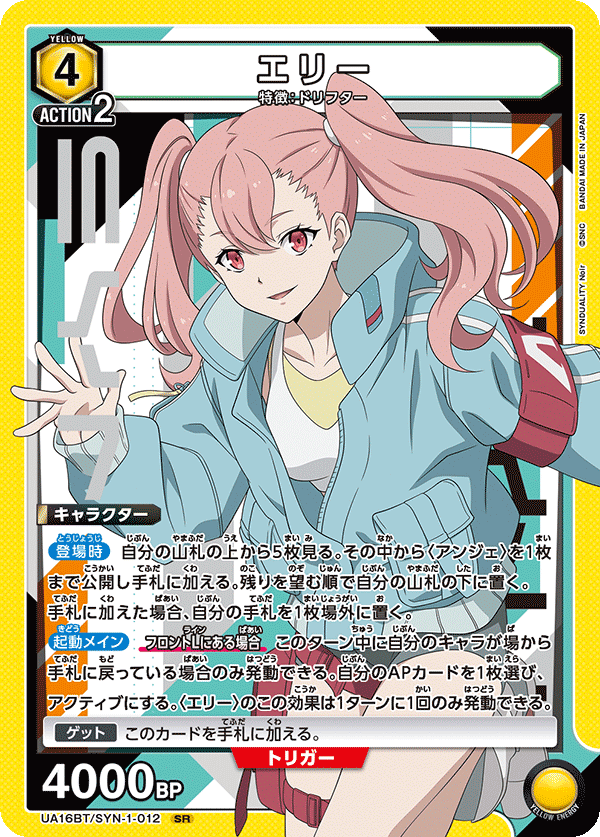 YELLOW
4
ACTION2
エリー
特徴：ドリフター
BANDAI MADE IN JAPAN
©SNC
SYNDUALITY Noir
キャラクター
登場時 自分の山札の上から5枚見る。その中から〈アンジェ〉を1枚
まで公開し手札に加える。残りを望む順で自分の山札の下に置く。
手札に加えた場合、自分の手札を1枚場外に置く。
起動メイン フロントLにある場合 このターン中に自分のキャラが場から
手札に戻っている場合のみ発動できる。自分のAPカードを1枚選び、
アクティブにする。〈エリー〉のこの効果は1ターンに1回のみ発動できる。
ゲット このカードを手札に加える。
トリガー
4000BP
UA16BT/SYN-1-012 SR
YELLOW ENERGY